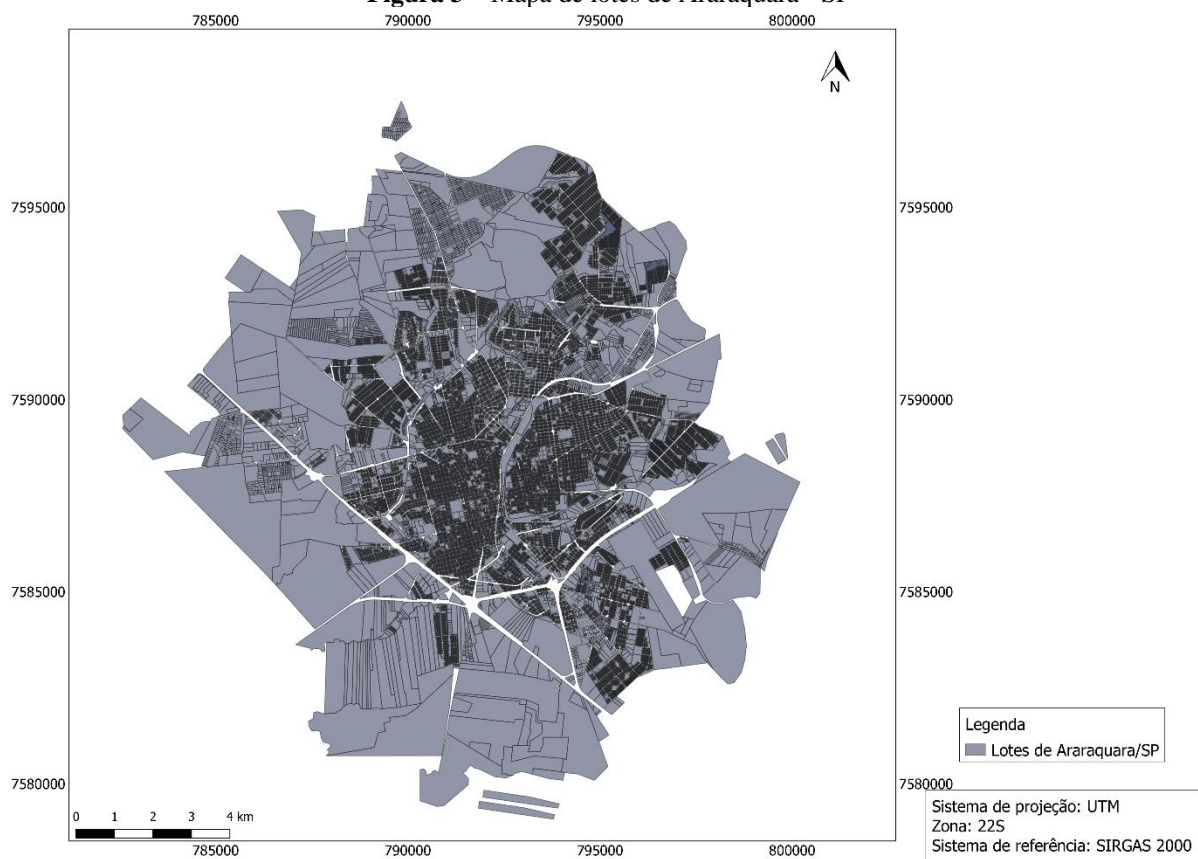 Figura 3 – Mapa de lotes de Araraquara - SP
785000 790000 795000 800000
N
7595000 7595000
7590000 7590000
7585000 7585000
Legenda
Lotes de Araraquara/SP
7580000 7580000
0 1 2 3 4 km
785000 790000 795000 800000
Sistema de projeção: UTM
Zona: 22S
Sistema de referência: SIRGAS 2000